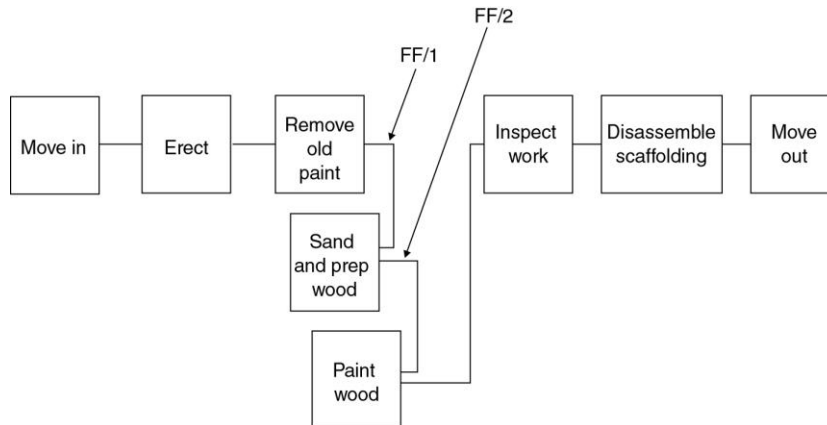 FF/2
FF/1
Move in
Erect
Remove
old
paint
Inspect
work
Disassemble
scaffolding
Move
out
Sand
and prep
wood
Paint
wood